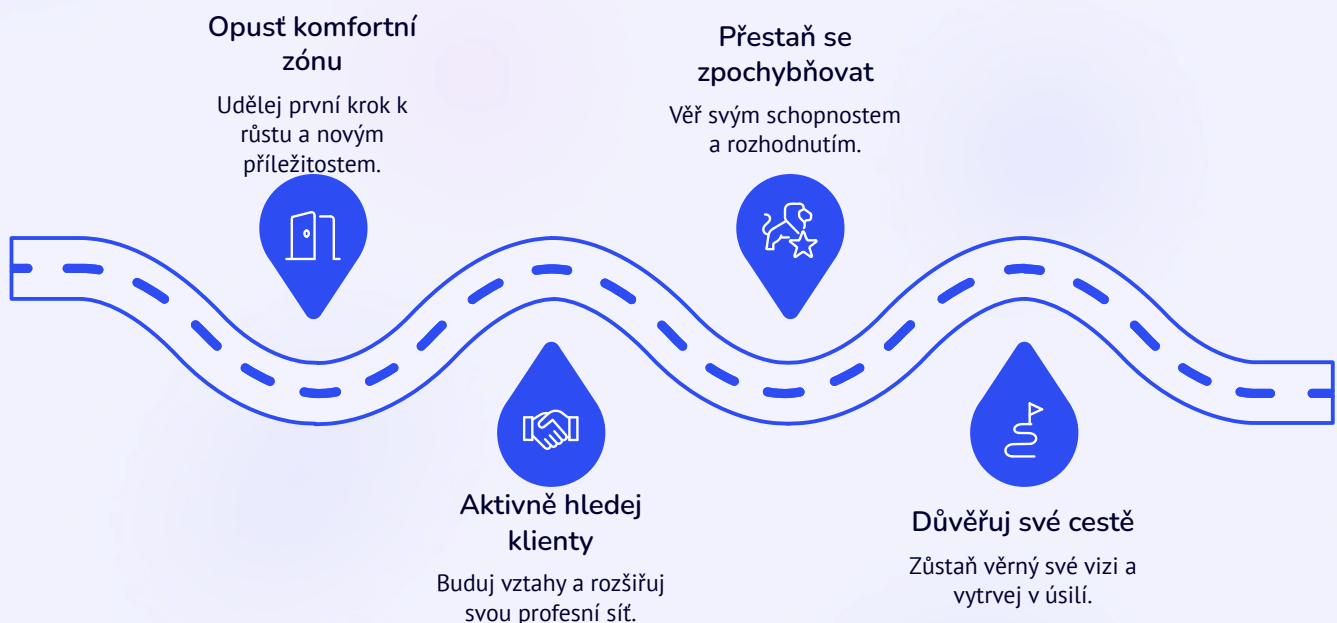 Opusť komfortní
zónu
Udělej první krok k
růstu a novým
příležitostem.
Aktivně hledej
klienty
Buduj vztahy a rozšiřuj
svou profesní síť.
Přestaň se
zpochybňovat
Věř svým schopnostem
a rozhodnutím.
Důvěřuj své cestě
Zůstaň věrný své vizi a
vytrvej v úsilí.